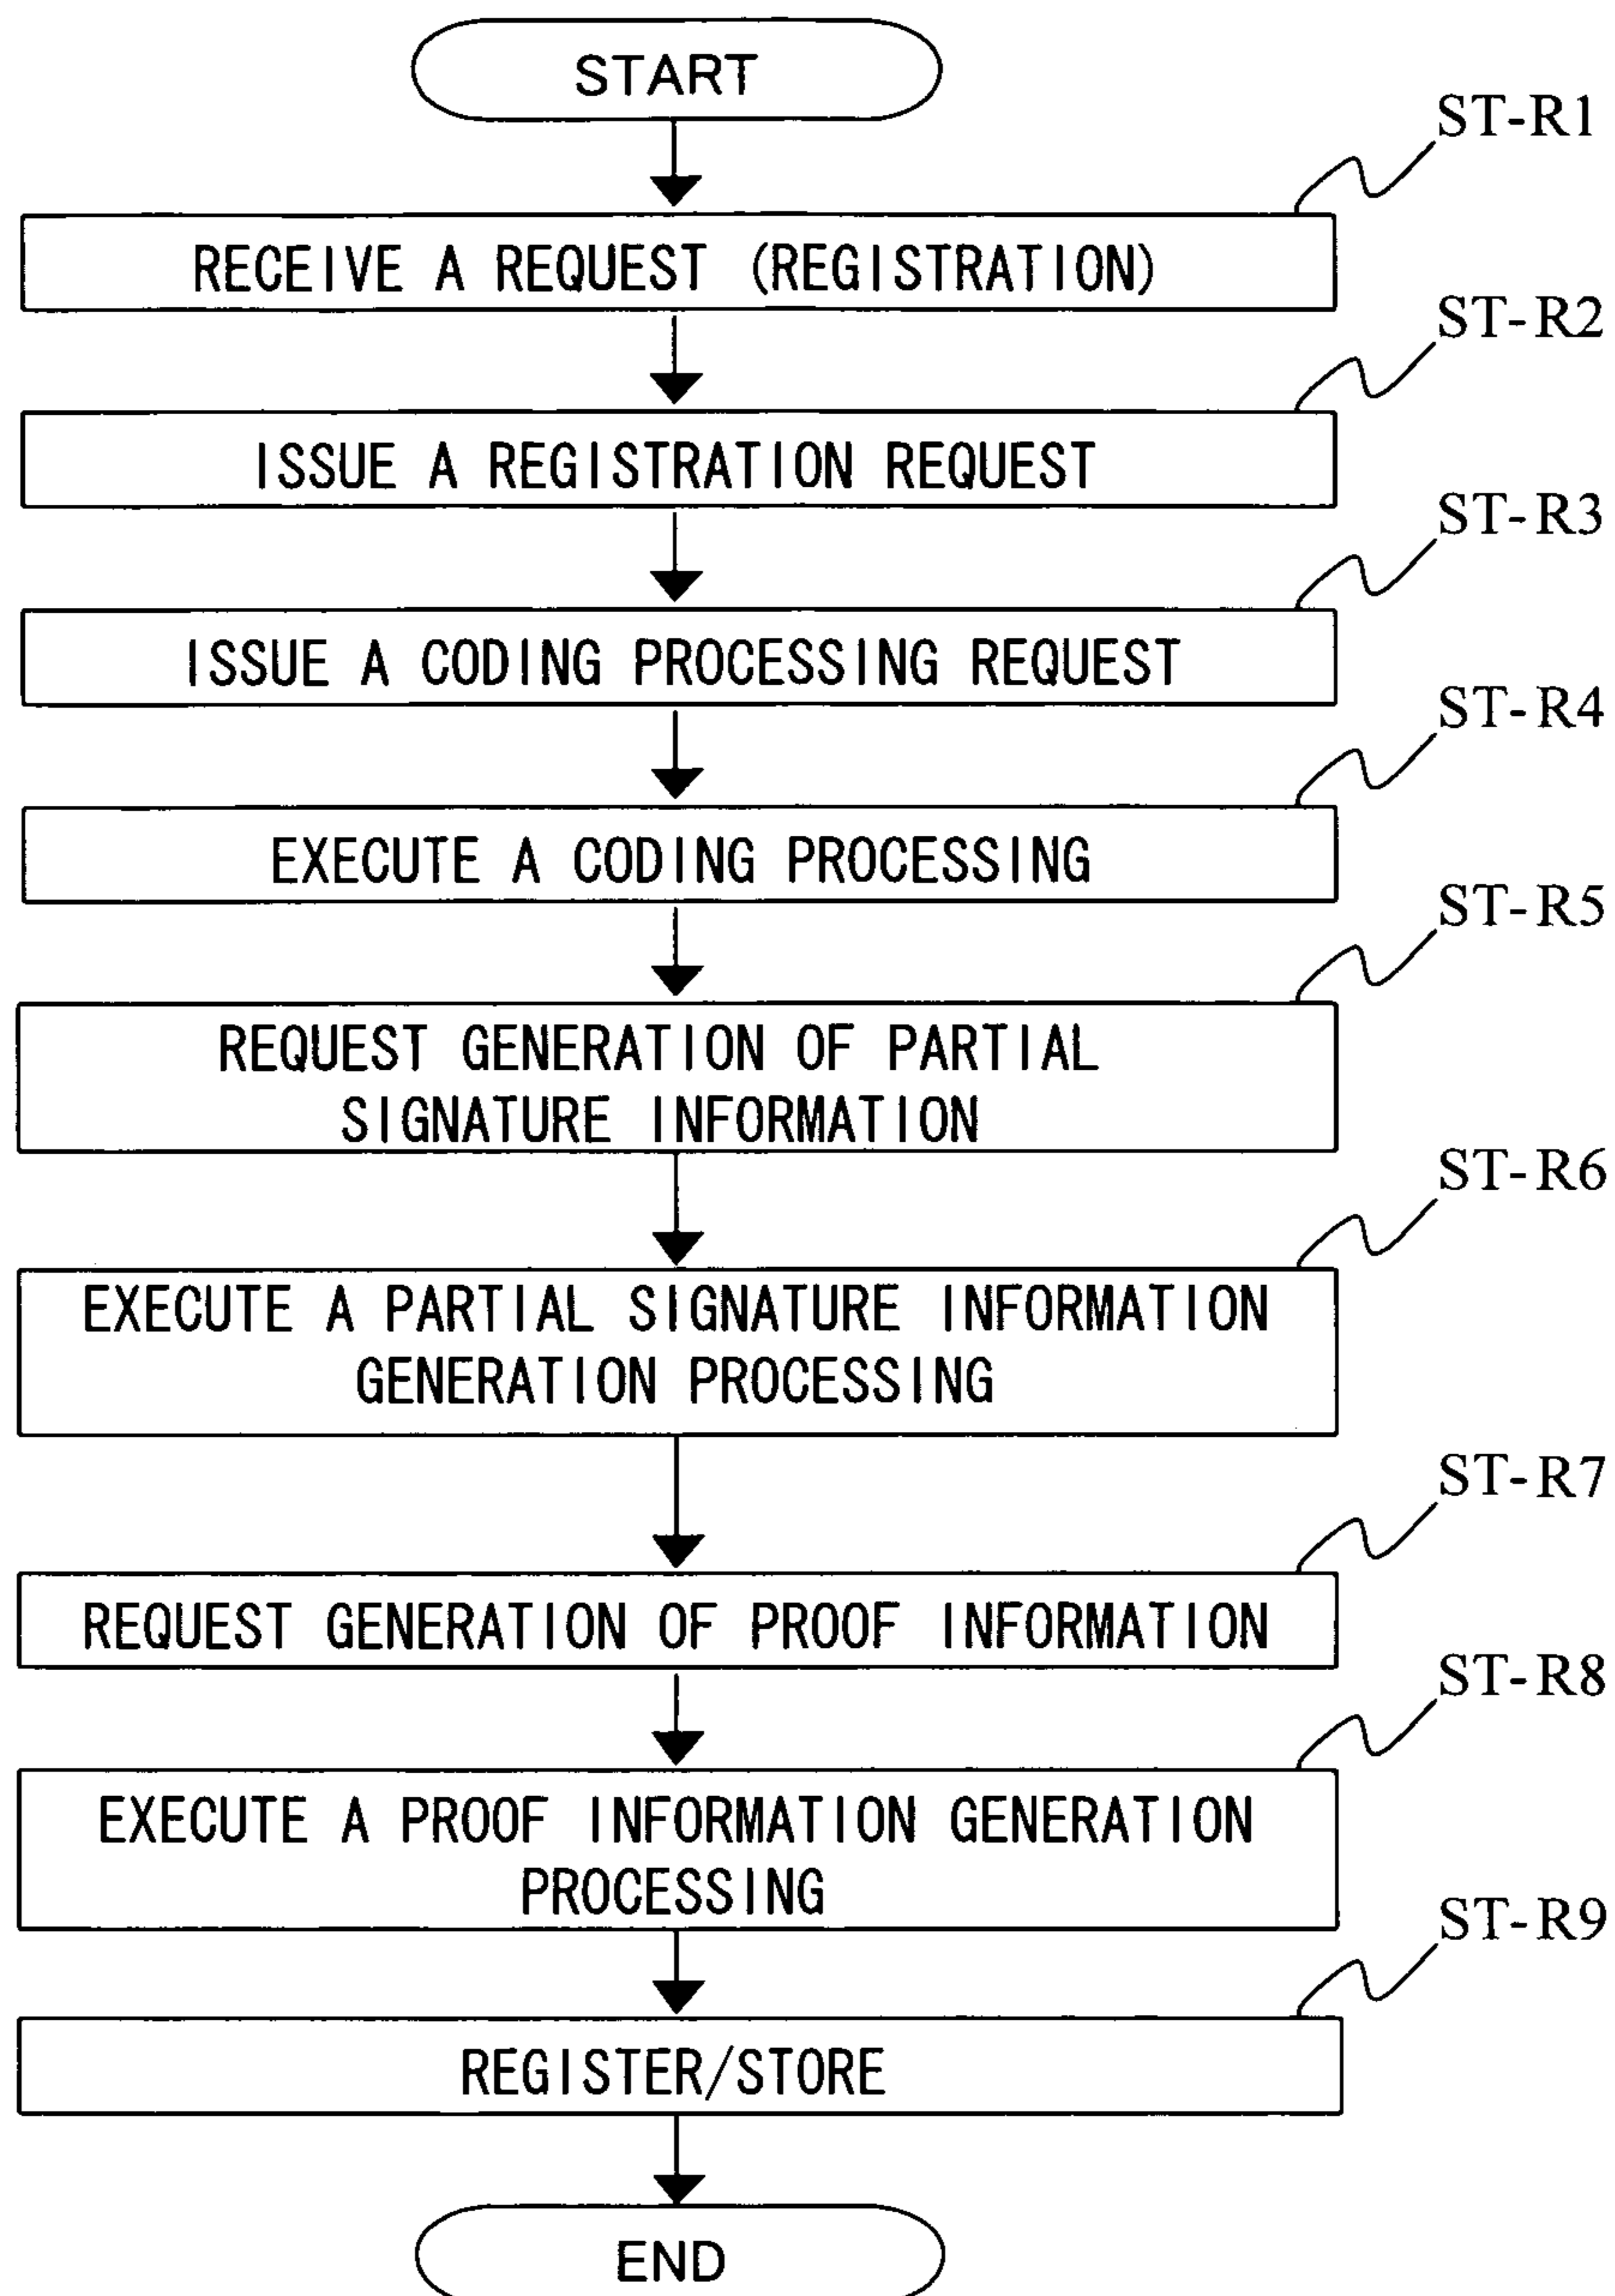 START
ST-R1
RECEIVE A REQUEST (REGISTRATION)
ST-R2
ISSUE A REGISTRATION REQUEST
ST-R3
ISSUE A CODING PROCESSING REQUEST
ST-R4
EXECUTE A CODING PROCESSING
ST-R5
REQUEST GENERATION OF PARTIAL
SIGNATURE INFORMATION
ST-R6
EXECUTE A PARTIAL SIGNATURE INFORMATION
GENERATION PROCESSING
ST-R7
REQUEST GENERATION OF PROOF INFORMATION
ST-R8
EXECUTE A PROOF INFORMATION GENERATION
PROCESSING
ST-R9
REGISTER/STORE
END